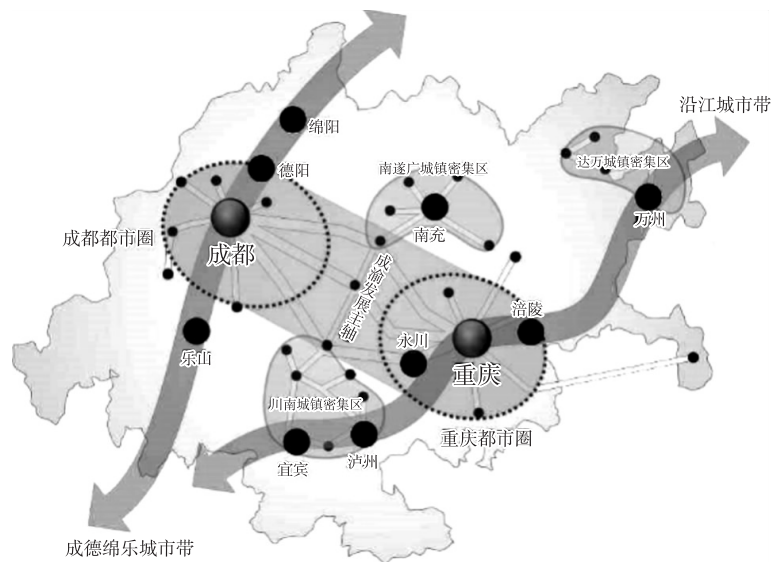 沿江城市带
绵阳
达万城镇密集区
德阳
南遂广城镇密集区
万州
南充
成都都市圈
成都
成渝发展主轴
涪陵
永川
乐山
重庆
川南城镇密集区
重庆都市圈
泸州
宜宾
成德绵乐城市带